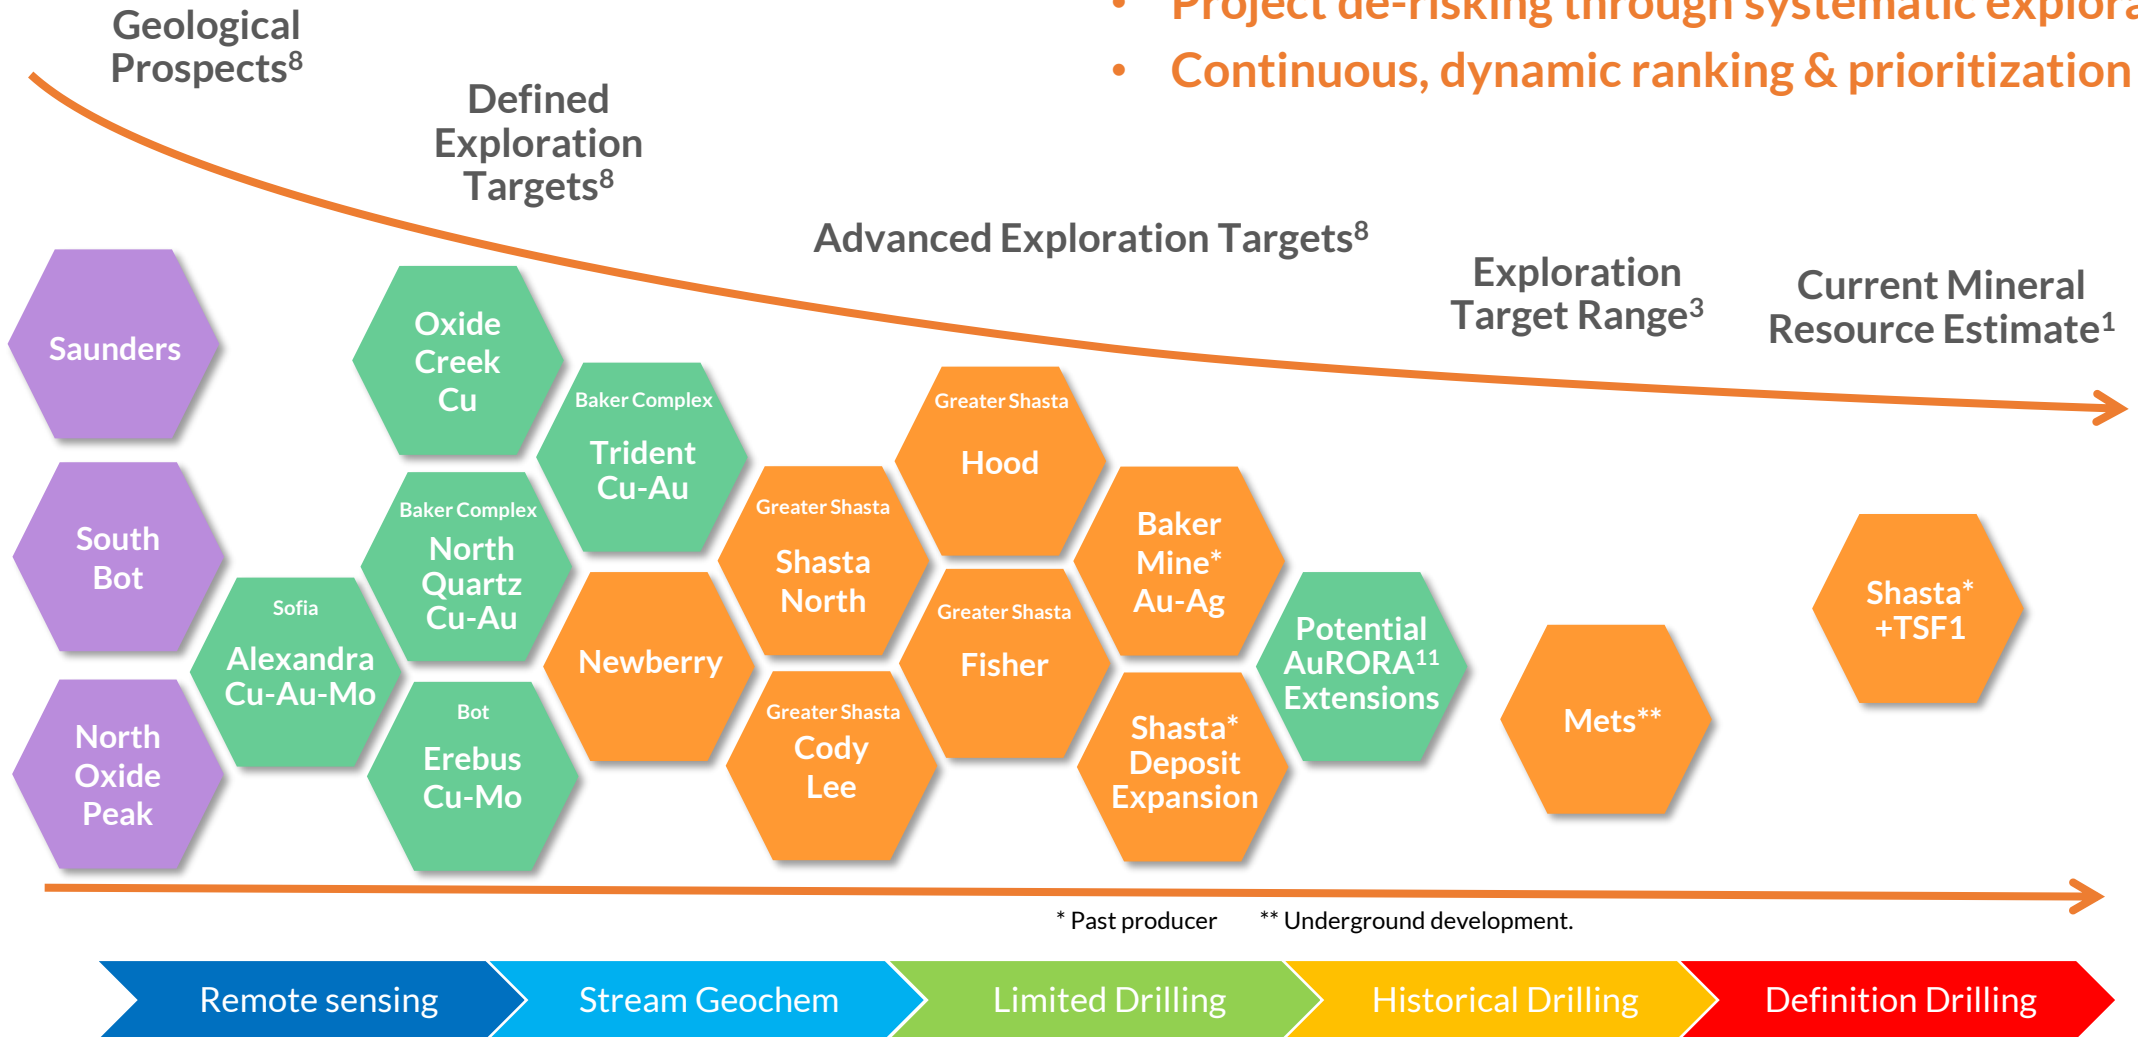 Geological
Prospects⁸
• Project de-risking through systematic explora
• Continuous, dynamic ranking & prioritization
Defined
Exploration
Targets⁸
Advanced Exploration Targets⁸
Exploration
Target Range³
Current Mineral
Resource Estimate¹
Saunders
South
Bot
North
Oxide
Peak
Sofia
Alexandra
Cu-Au-Mo
Oxide
Creek
Cu
Baker Complex
North
Quartz
Cu-Au
Bot
Erebus
Cu-Mo
Baker Complex
Trident
Cu-Au
Newberry
Greater Shasta
Shasta
North
Greater Shasta
Cody
Lee
Greater Shasta
Hood
Greater Shasta
Fisher
Baker
Mine*
Au-Ag
Shasta*
Deposit
Expansion
Potential
AuRORA¹¹
Extensions
Mets**
Shasta*
+TSF1
* Past producer ** Underground development.
Remote sensing
Stream Geochem
Limited Drilling
Historical Drilling
Definition Drilling